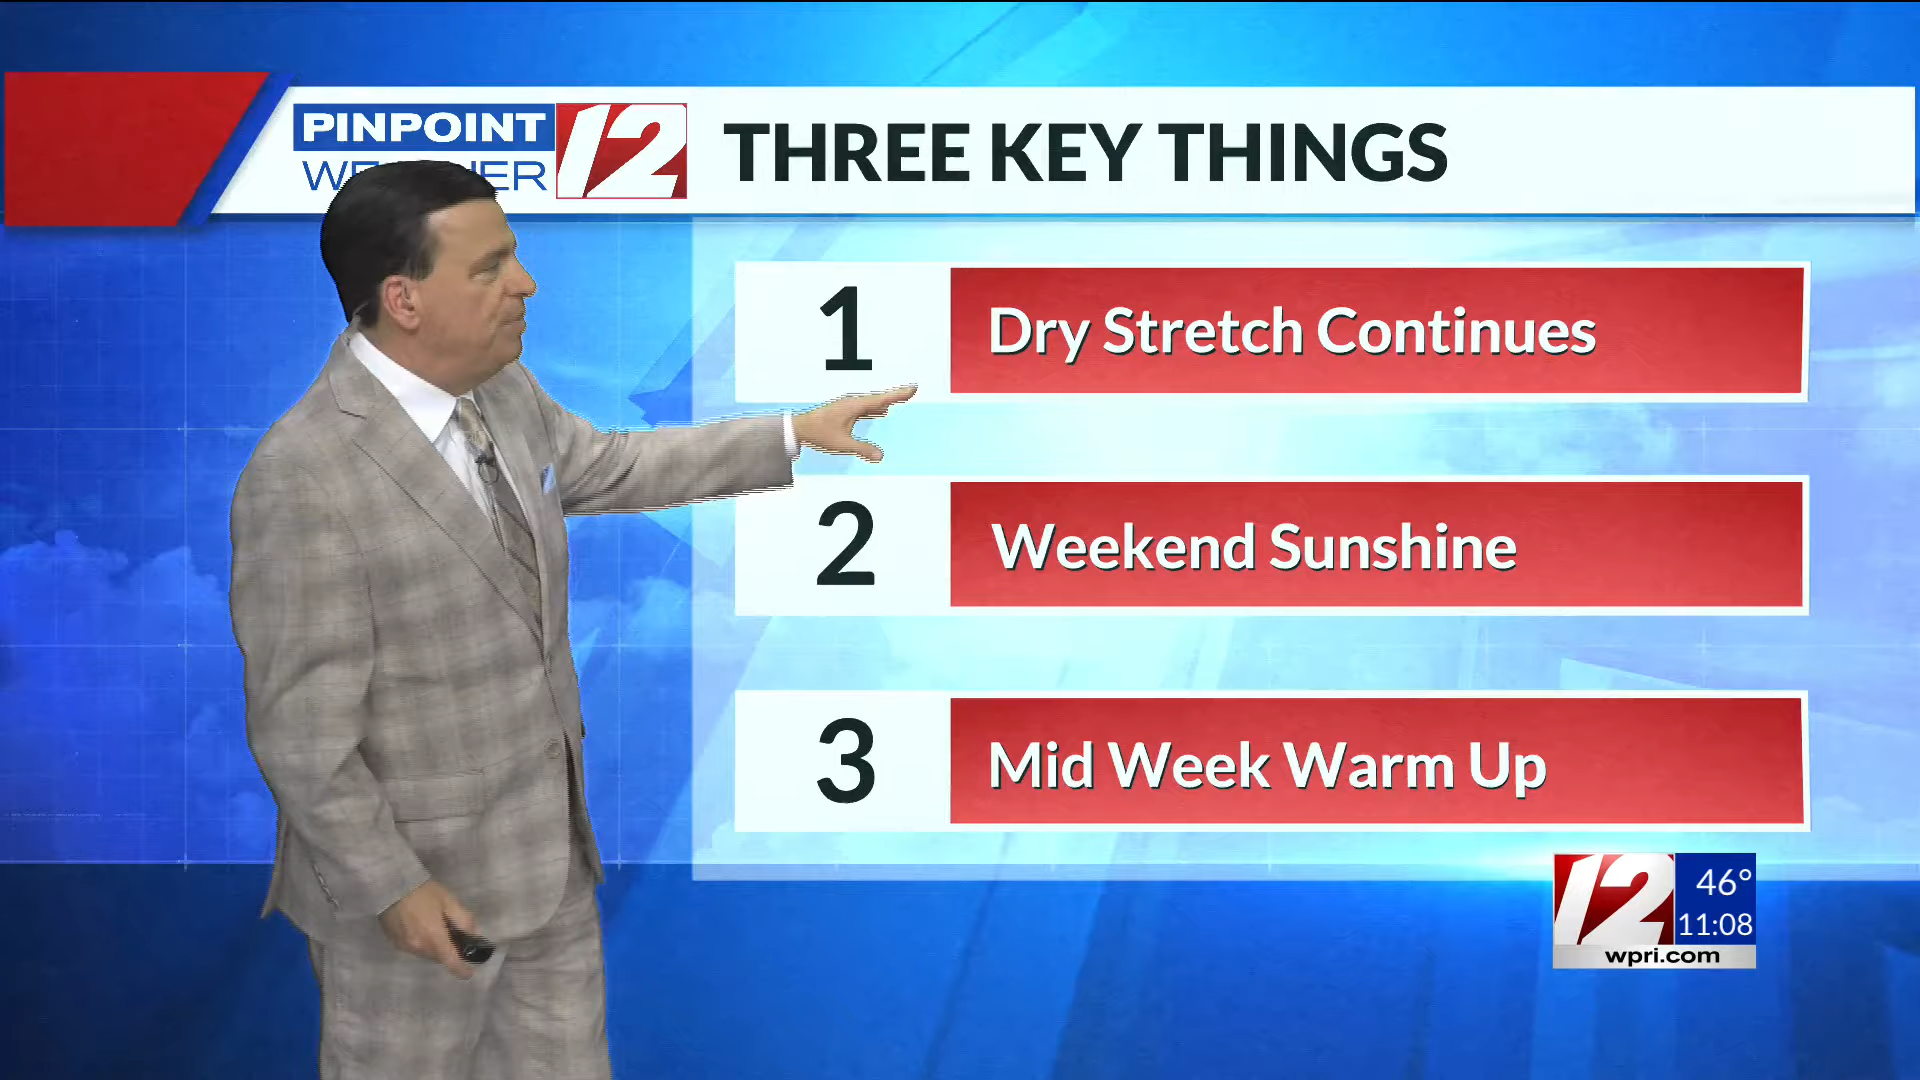 PINPOINT
12
THREE KEY THINGS
1
Dry Stretch Continues
2
Weekend Sunshine
3
Mid Week Warm Up
12
46°
11:08
wpri.com